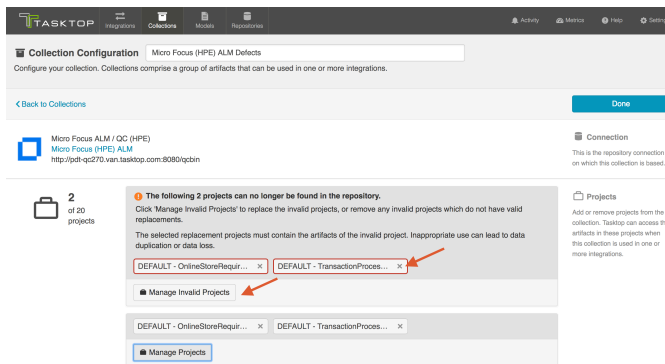 TASKTOP
Integrations
Collections
Models
Repositories
Activity
Metrics
Help
Collection Configuration
Micro Focus (HPE) ALM Defects
Configure your collection. Collections comprise a group of artifacts that can be used in one or more integrations.
Back to Collections
Done
Micro Focus ALM / QC (HPE)
Micro Focus (HPE) ALM
http://pdt-qc270.van.tasktop.com:8080/qcbin
Connection
This is the repository connection
on which this collection is based.
2
of 20
projects
The following 2 projects can no longer be found in the repository.
Click 'Manage Invalid Projects' to replace the invalid projects, or remove any invalid projects which do not have valid
replacements.
The selected replacement projects must contain the artifacts of the invalid project. Inappropriate use can lead to data
duplication or data loss.
DEFAULT - OnlineStoreRequir... ×
DEFAULT - TransactionProces... ×
Manage Invalid Projects
Projects
Add or remove projects from the
collection. Tasktop can access
artifacts in these projects when
this collection is used in one or
more integrations.
DEFAULT - OnlineStoreRequir... ×
DEFAULT - TransactionProces... ×
Manage Projects